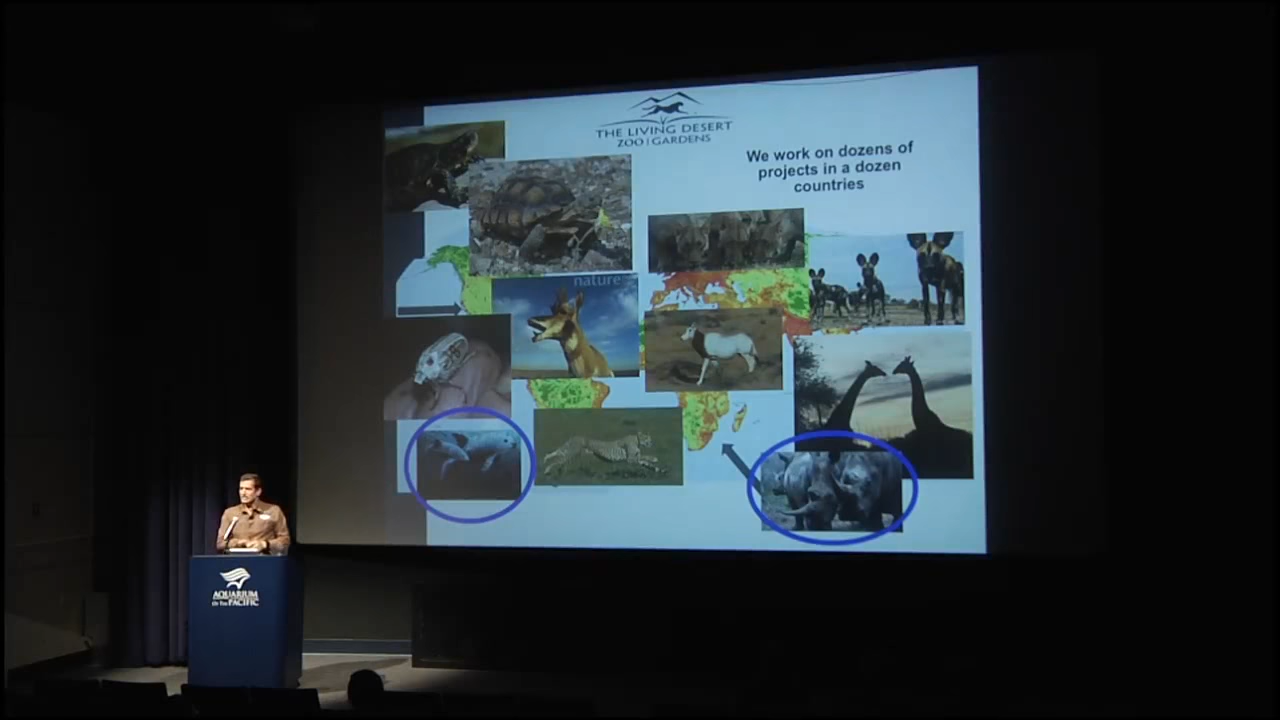 THE LIVING DESERT
ZOO | GARDENS
We work on dozens of
projects in a dozen
countries
nature
AQUARIUM
OF THE PACIFIC